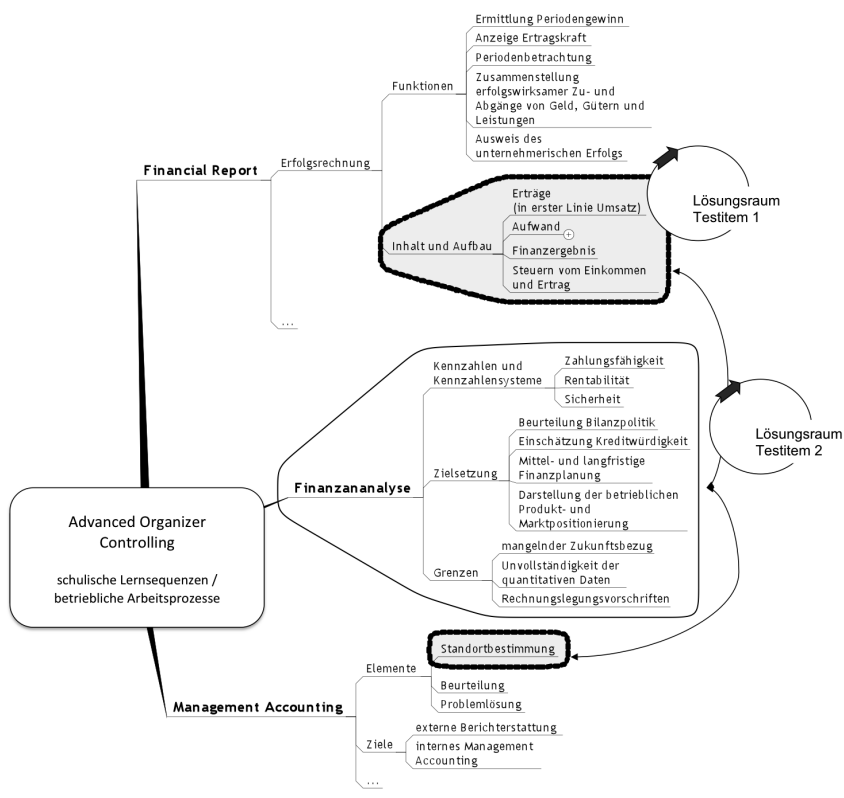 Ermittlung Periodengewinn
Anzeige Ertragskraft
Periodenbetrachtung
Funktionen
Zusammenstellung
erfolgswirksamer Zu- und
Abgänge von Geld, Gütern und
Leistungen
Ausweis des
unternehmerischen Erfolgs
Financial Report
Erfolgsrechnung
Erträge
(in erster Linie Umsatz)
Aufwand
Inhalt und Aufbau
Finanzergebnis
Steuern vom Einkommen
und Ertrag
Lösungsraum
Testitem 1
...
Kennzahlen und
Kennzahlensysteme
Zahlungsfähigkeit
Rentabilität
Sicherheit
Beurteilung Bilanzpolitik
Einschätzung Kreditwürdigkeit
Zielsetzung
Mittel- und langfristige
Finanzplanung
Darstellung der betrieblichen
Produkt- und
Marktpositionierung
Finanzananalyse
Lösungsraum
Testitem 2
mangelnder Zukunftsbezug
Grenzen
Unvollständigkeit der
quantitativen Daten
Rechnungslegungsvorschriften
Advanced Organizer
Controlling
schulische Lernsequenzen /
betriebliche Arbeitsprozesse
Standortbestimmung
Elemente
Beurteilung
Problemlösung
Management Accounting
externe Berichterstattung
Ziele
internes Management
Accounting
...